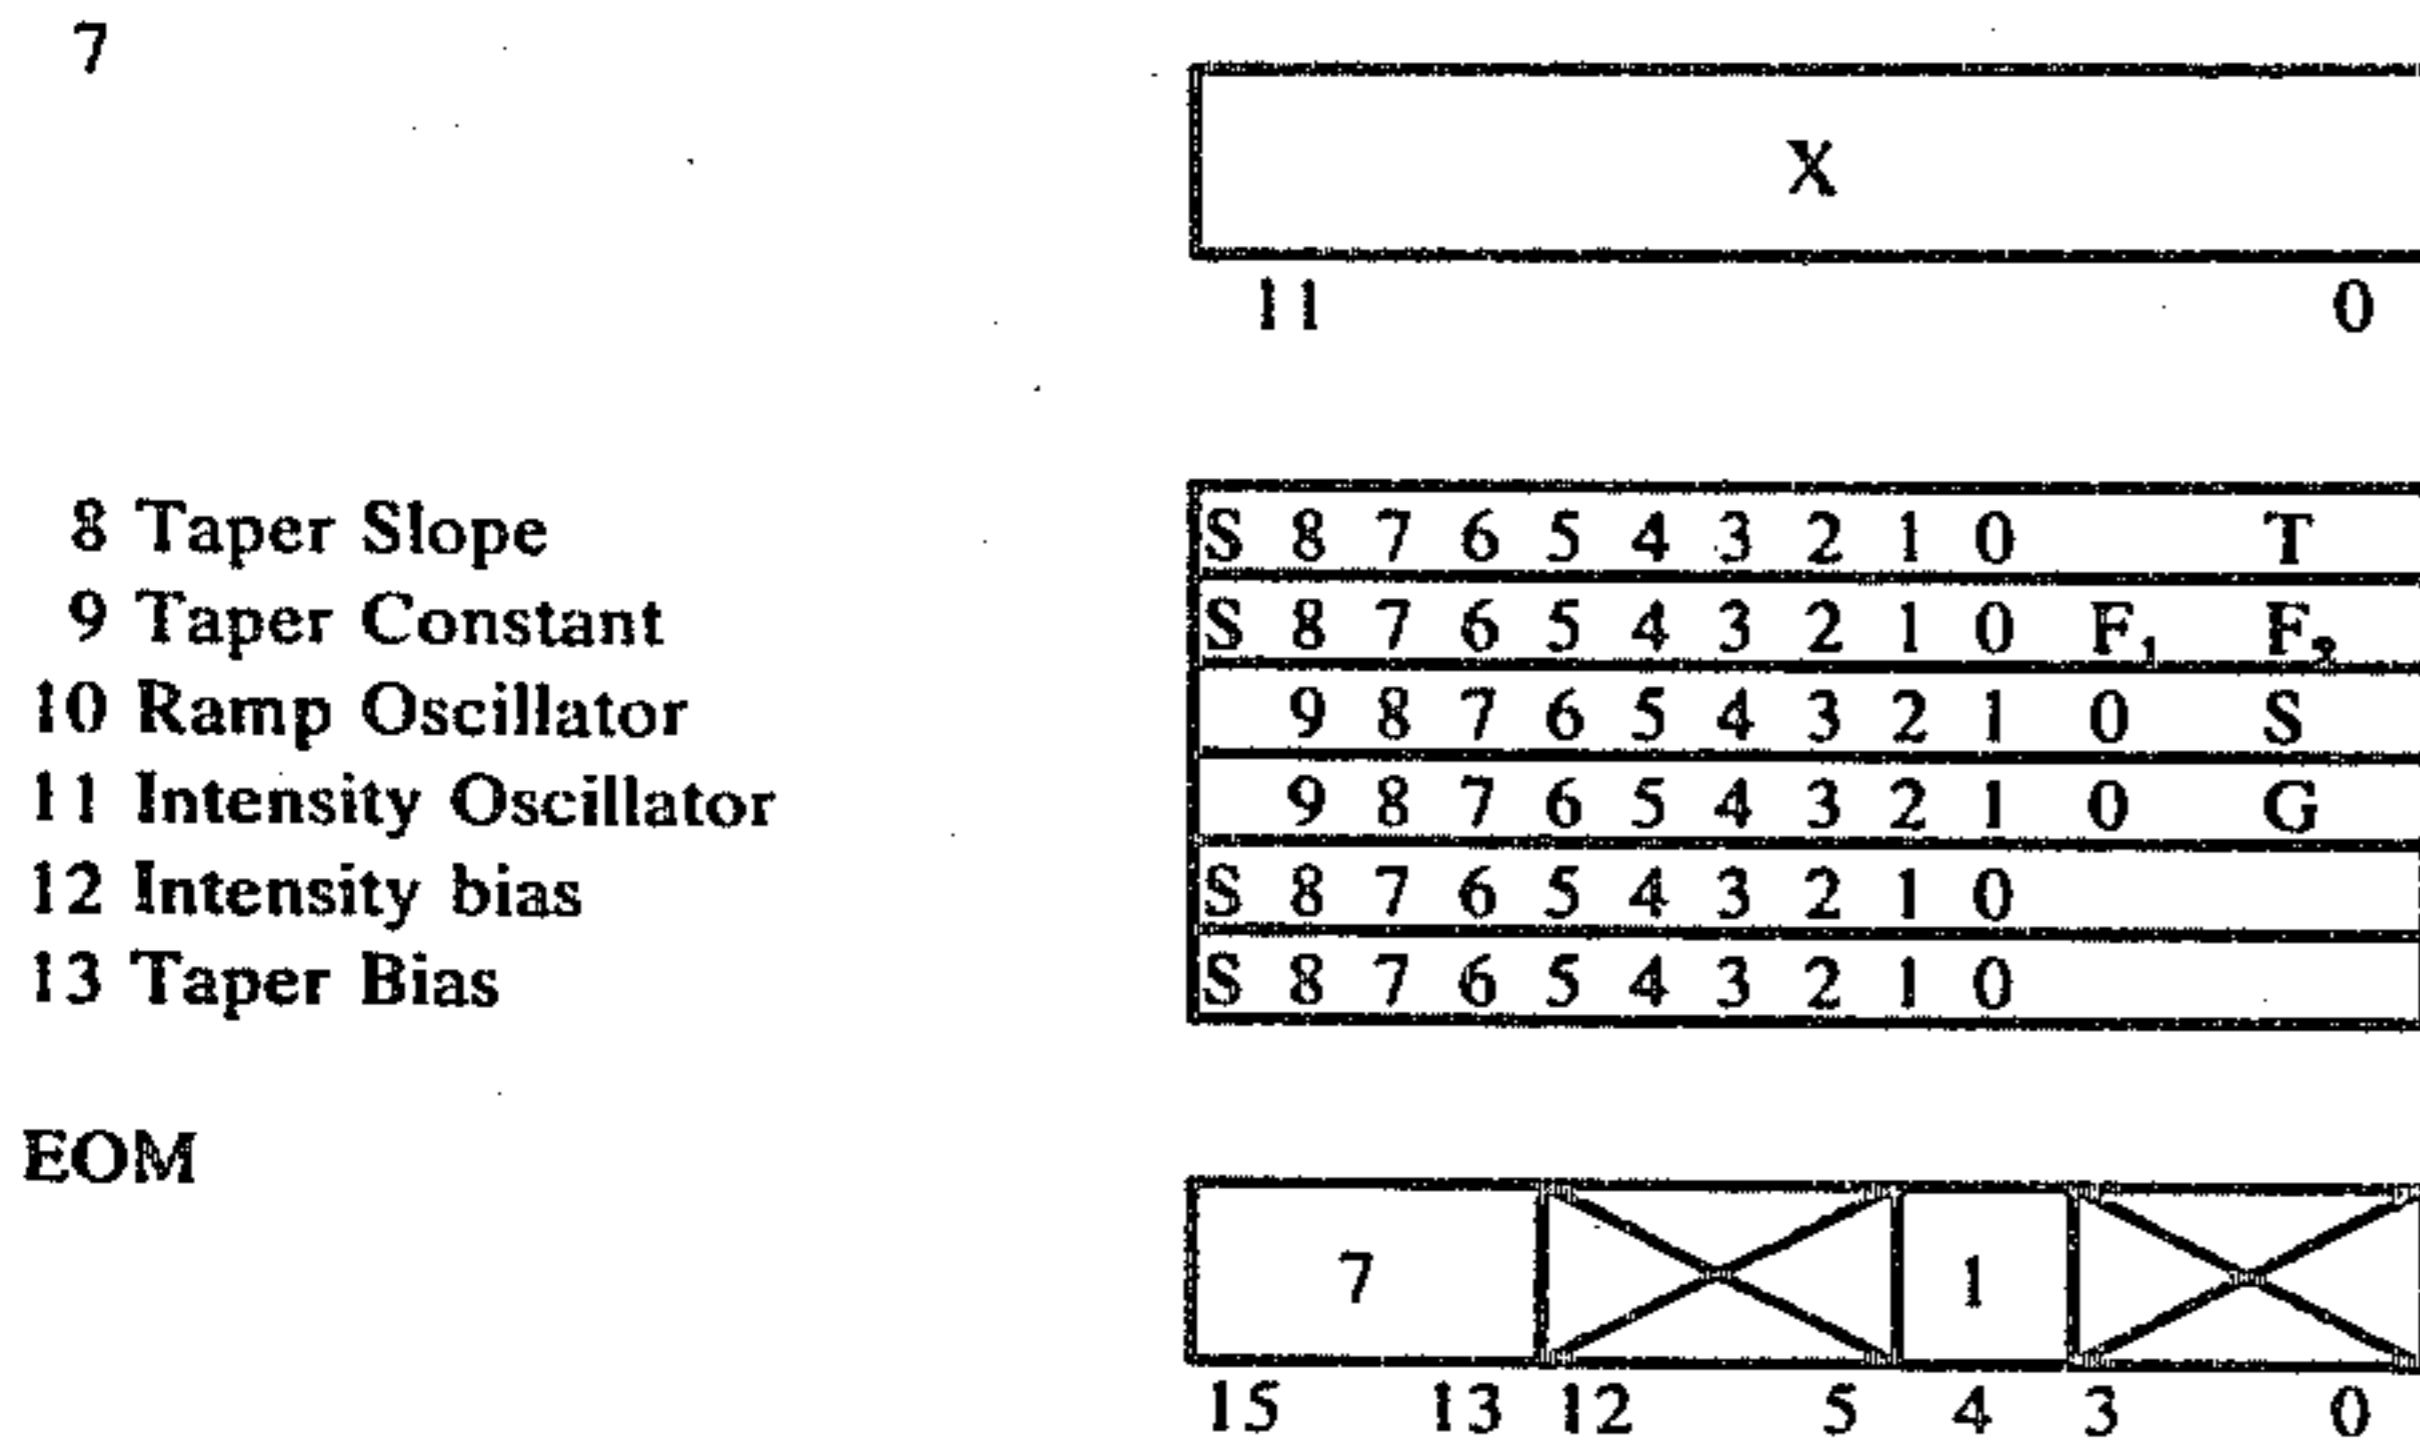 7
X
11 0
8 Taper Slope S 8 7 6 5 4 3 2 1 0 T
9 Taper Constant S 8 7 6 5 4 3 2 1 0 F₁ F₂
10 Ramp Oscillator 9 8 7 6 5 4 3 2 1 0 S
11 Intensity Oscillator 9 8 7 6 5 4 3 2 1 0 G
12 Intensity bias S 8 7 6 5 4 3 2 1 0
13 Taper Bias S 8 7 6 5 4 3 2 1 0
EOM
7 1
15 13 12 5 4 3 0